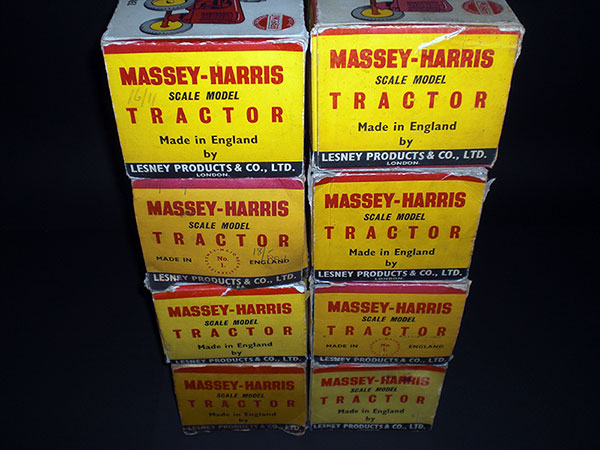 MASSEY-HARRIS
16/11
SCALE MODEL
TRACTOR
Made in England
by
LESNEY PRODUCTS & CO., LTD.
LONDON.
MASSEY-HARRIS
SCALE MODEL
TRACTOR
Made in England
by
LESNEY PRODUCTS & CO., LTD.
LONDON
MASSEY-HARRIS
SCALE MODEL
TRACTOR
18/-
MADE IN No. 1. ENGLAND
LESNEY PRODUCTS & CO., LTD.
MASSEY-HARRIS
SCALE MODEL
TRACTOR
Made in England
by
LESNEY PRODUCTS & CO., LTD.
MASSEY-HARRIS
SCALE MODEL
TRACTOR
Made in England
by
LESNEY PRODUCTS & CO., LTD.
MASSEY-HARRIS
SCALE MODEL
TRACTOR
MADE IN No. 1. ENGLAND
LESNEY PRODUCTS & CO., LTD.
MASSEY-HARRIS
SCALE MODEL
TRACTOR
Made in England
by
LESNEY PRODUCTS & CO., LTD.
MASSEY-HARRIS
SCALE MODEL
TRACTOR
Made in England
by
LESNEY PRODUCTS & CO., LTD.